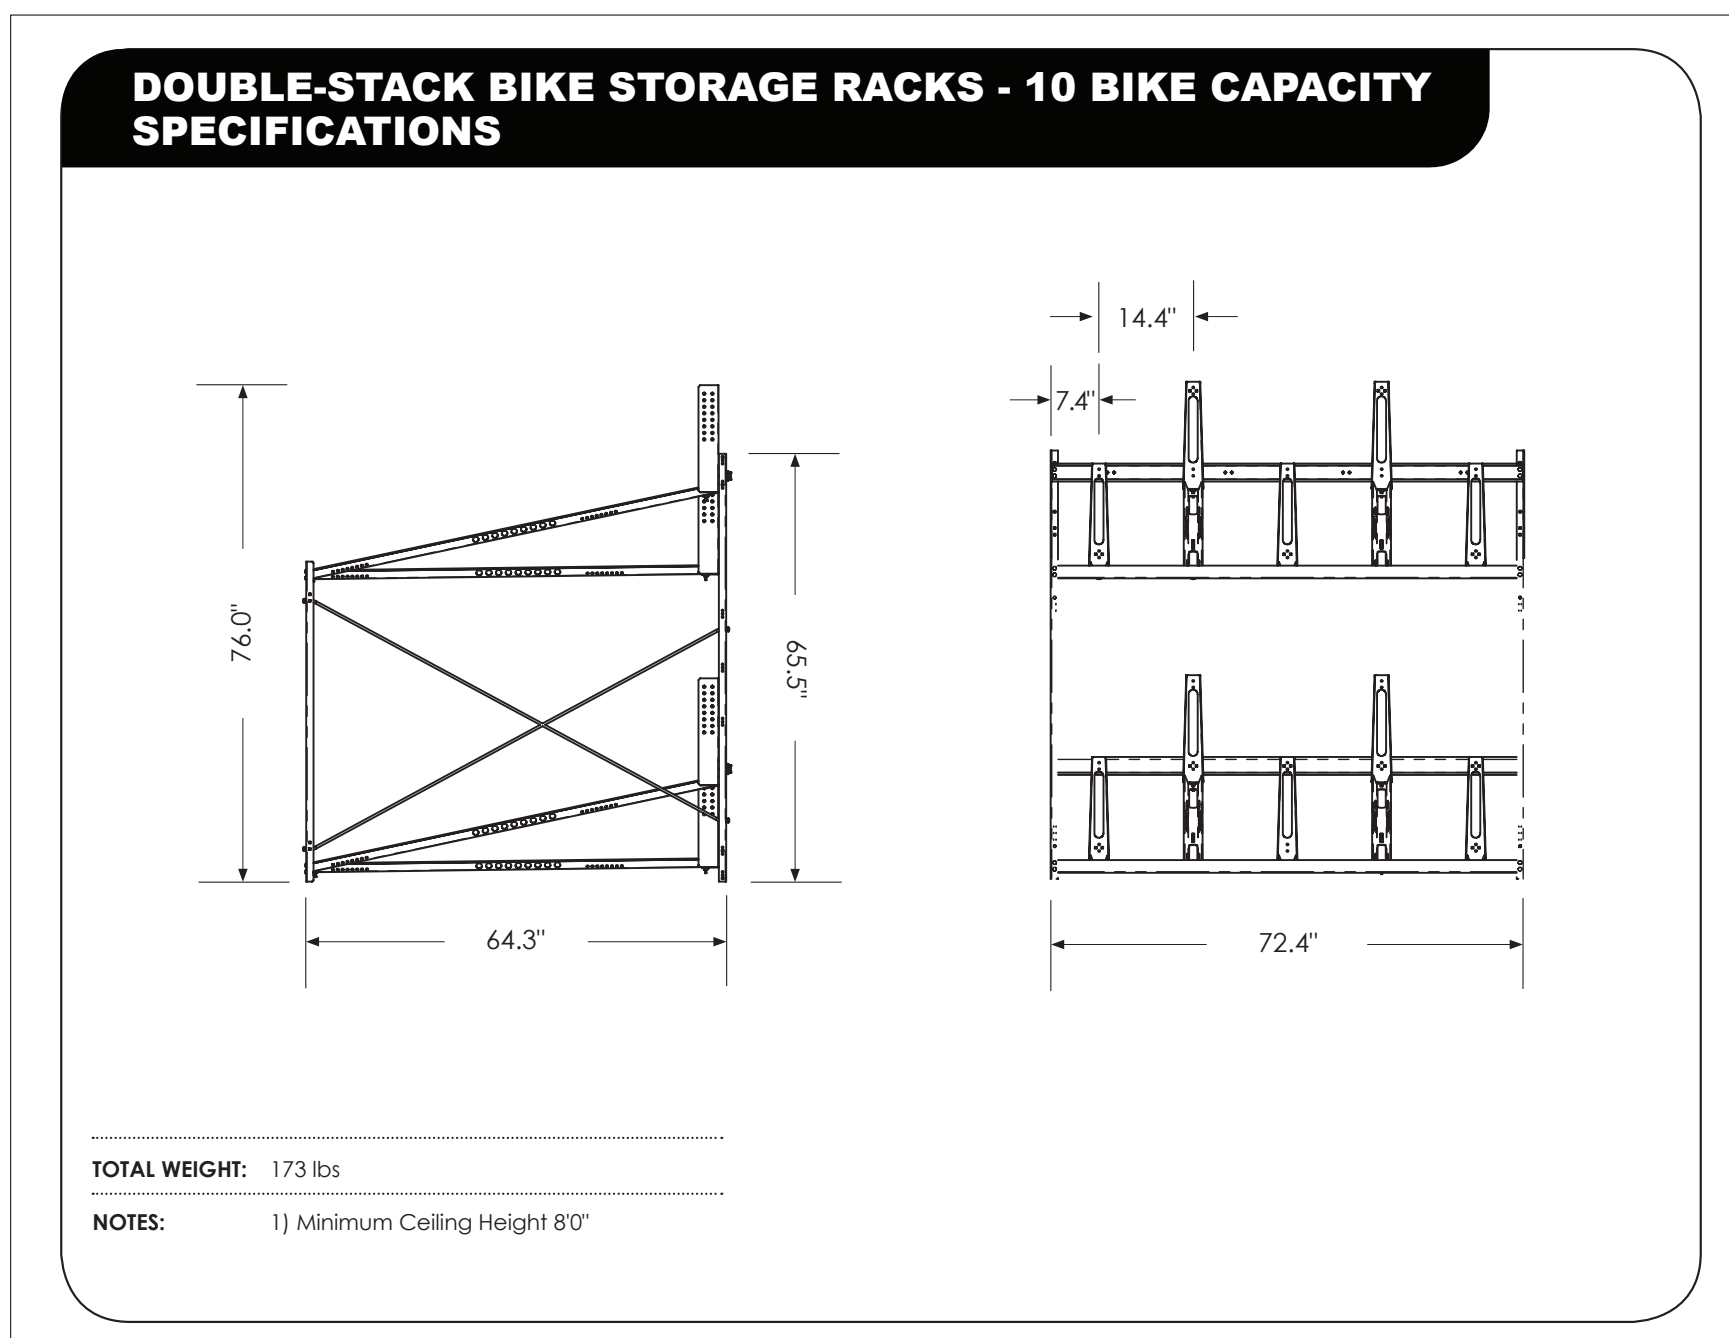 DOUBLE-STACK BIKE STORAGE RACKS - 10 BIKE CAPACITY
SPECIFICATIONS
14.4"
7.4"
76.0"
65.5"
64.3"
72.4"
TOTAL WEIGHT: 173 lbs
NOTES: 1) Minimum Ceiling Height 8'0"